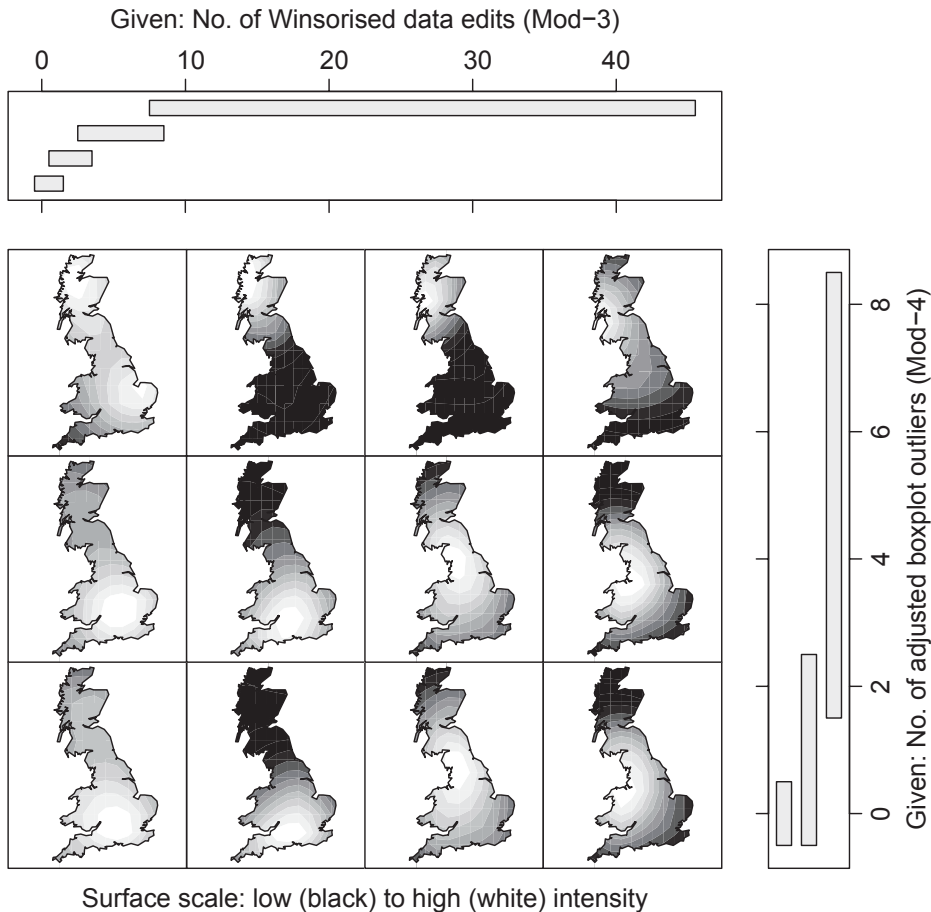 Given: No. of Winsorised data edits (Mod−3)
0 10 20 30 40
8
6
4
2
0
Given: No. of adjusted boxplot outliers (Mod−4)
Surface scale: low (black) to high (white) intensity